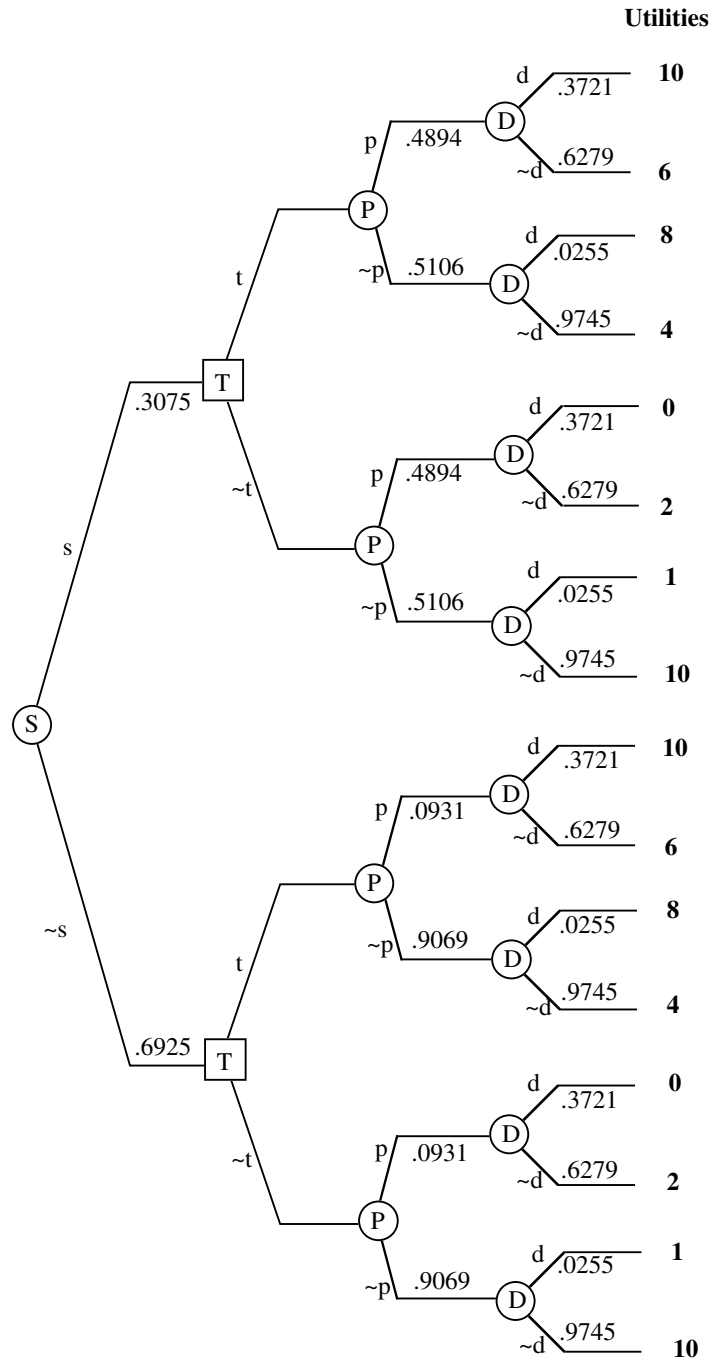 Utilities
d
.3721
10
D
p
.4894
~d
.6279
6
P
d
.0255
8
~p
.5106
D
~d
.9745
4
t
T
.3075
d
.3721
0
~t
p
.4894
D
~d
.6279
2
s
P
d
.0255
1
~p
.5106
D
~d
.9745
10
S
d
.3721
10
p
.0931
D
~d
.6279
6
P
~s
d
.0255
8
t
~p
.9069
D
~d
.9745
4
.6925
T
d
.3721
0
~t
p
.0931
D
~d
.6279
2
P
d
.0255
1
~p
.9069
D
~d
.9745
10